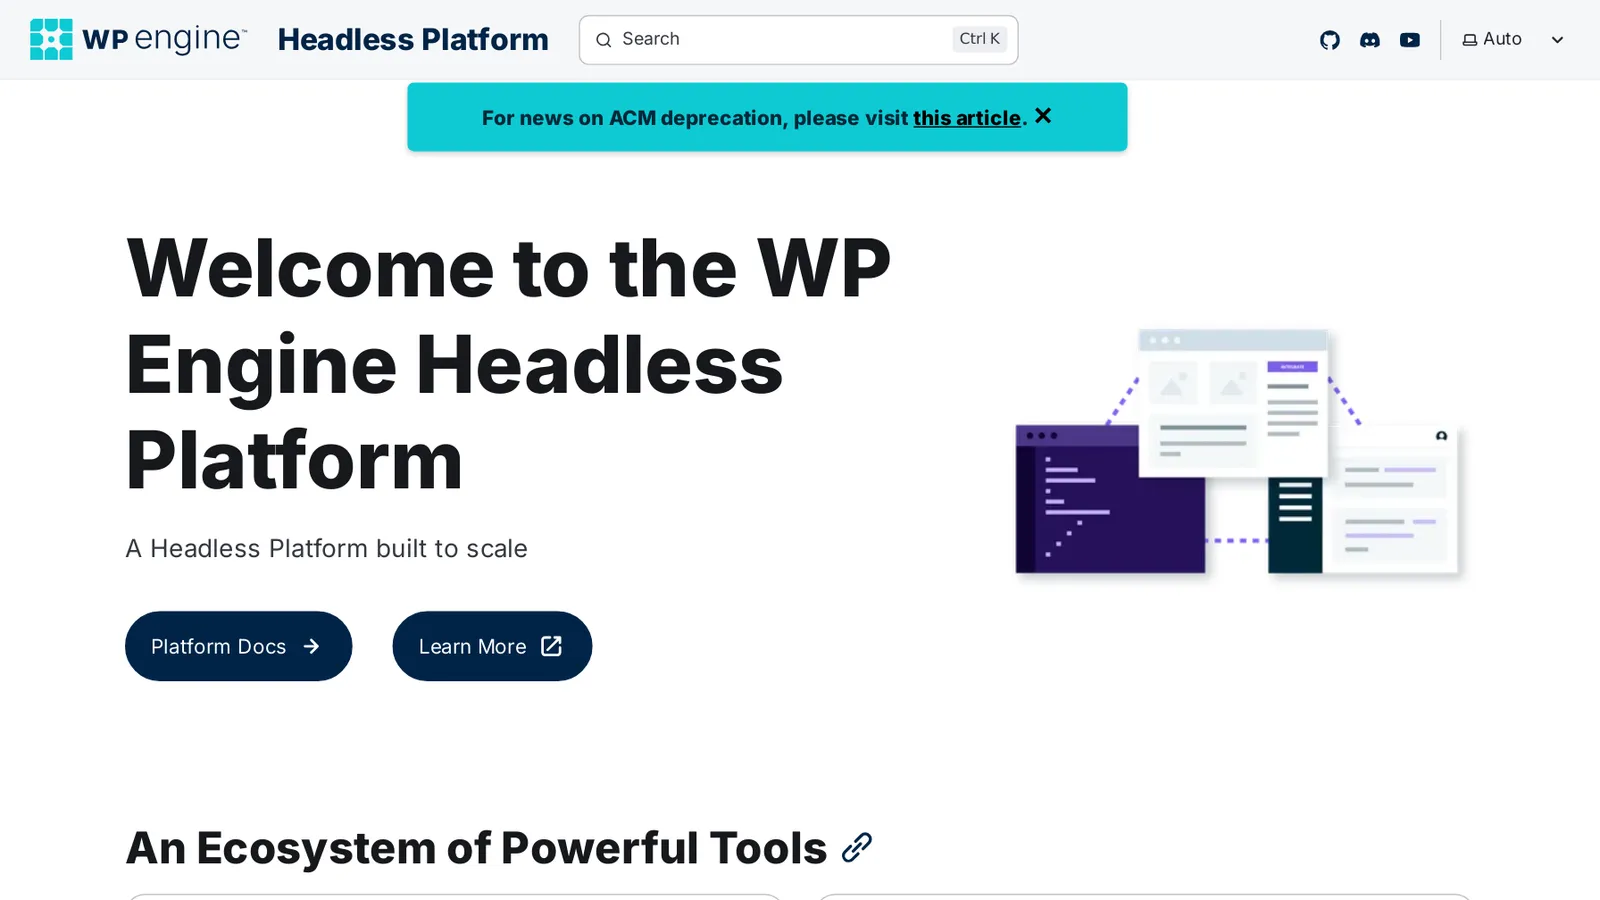 WP engine™ Headless Platform Search Ctrl K Auto
For news on ACM deprecation, please visit this article. ✕
Welcome to the WP
Engine Headless
Platform
A Headless Platform built to scale
Platform Docs Learn More
An Ecosystem of Powerful Tools